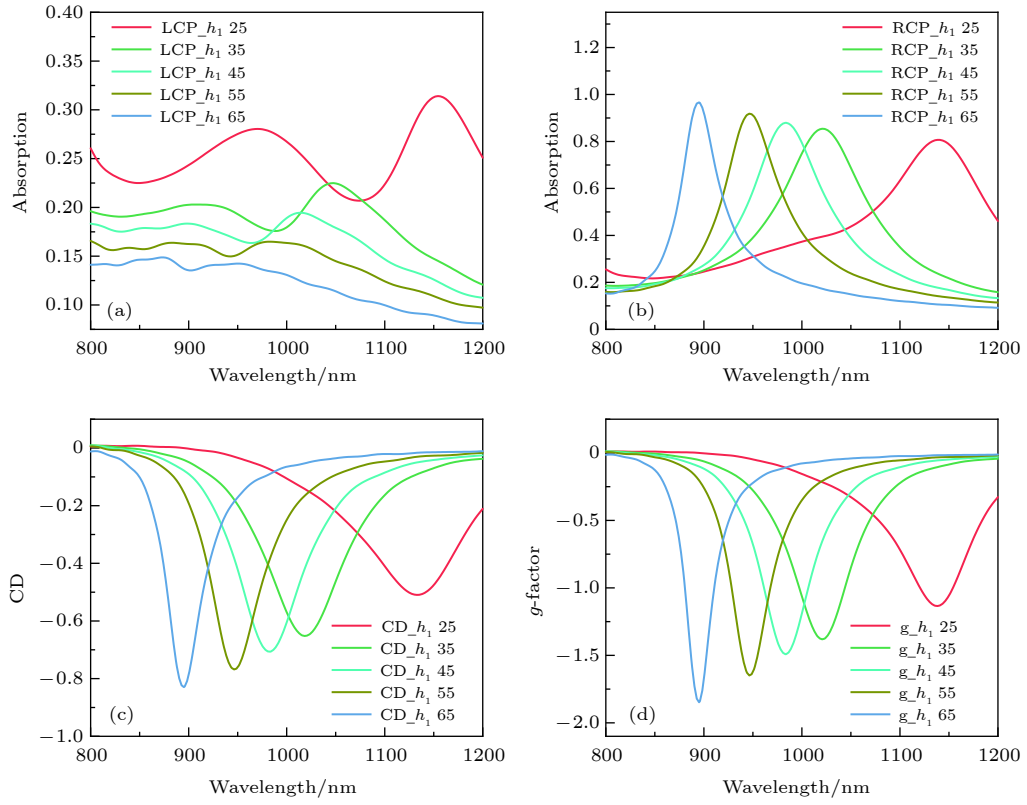 0.40
0.35
0.30
0.25
0.20
0.15
0.10
Absorption
LCP_h₁ 25
LCP_h₁ 35
LCP_h₁ 45
LCP_h₁ 55
LCP_h₁ 65
(a)
800 900 1000 1100 1200
Wavelength/nm
1.2
1.0
0.8
0.6
0.4
0.2
0
Absorption
RCP_h₁ 25
RCP_h₁ 35
RCP_h₁ 45
RCP_h₁ 55
RCP_h₁ 65
(b)
800 900 1000 1100 1200
Wavelength/nm
0
−0.2
−0.4
−0.6
−0.8
−1.0
CD
CD_h₁ 25
CD_h₁ 35
CD_h₁ 45
CD_h₁ 55
CD_h₁ 65
(c)
800 900 1000 1100 1200
Wavelength/nm
0
−0.5
−1.0
−1.5
−2.0
g-factor
g_h₁ 25
g_h₁ 35
g_h₁ 45
g_h₁ 55
g_h₁ 65
(d)
800 900 1000 1100 1200
Wavelength/nm